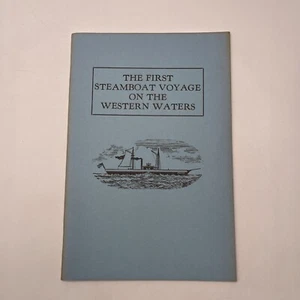 THE FIRST
STEAMBOAT VOYAGE
ON THE
WESTERN WATERS